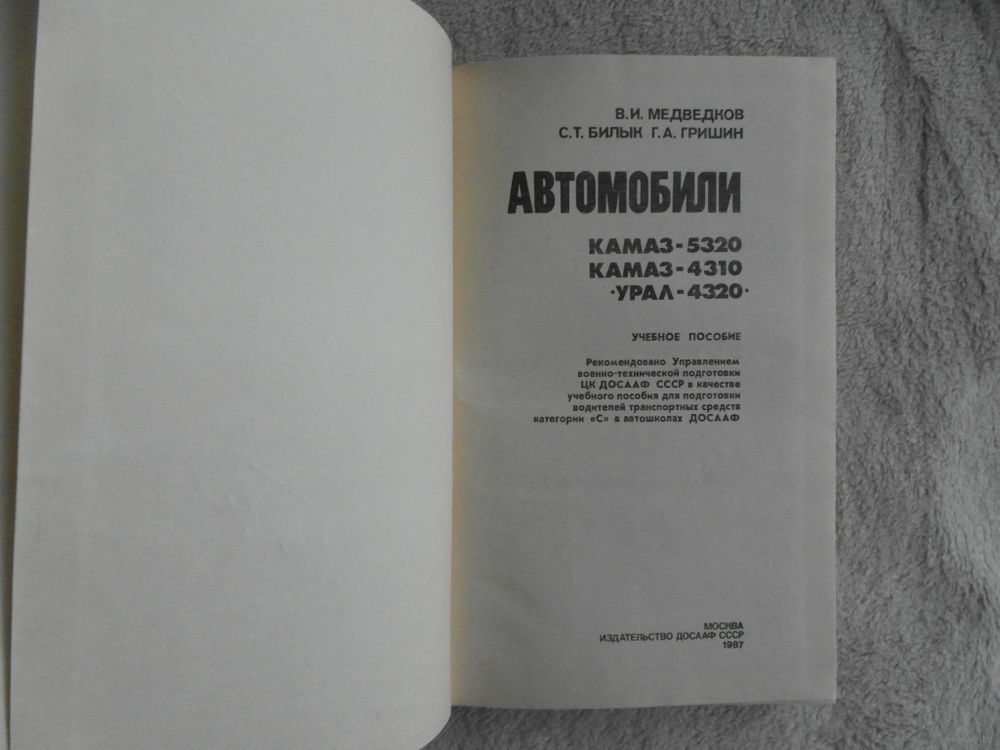 В.И. МЕДВЕДКОВ
С.Т. БИЛЫК Г.А. ГРИШИН
АВТОМОБИЛИ
КАМАЗ-5320
КАМАЗ-4310
·УРАЛ-4320·
УЧЕБНОЕ ПОСОБИЕ
Рекомендовано Управлением
военно-технической подготовки
ЦК ДОСААФ СССР в качестве
учебного пособия для подготовки
водителей транспортных средств
категории «С» в автошколах ДОСААФ
МОСКВА
ИЗДАТЕЛЬСТВО ДОСААФ СССР
1987